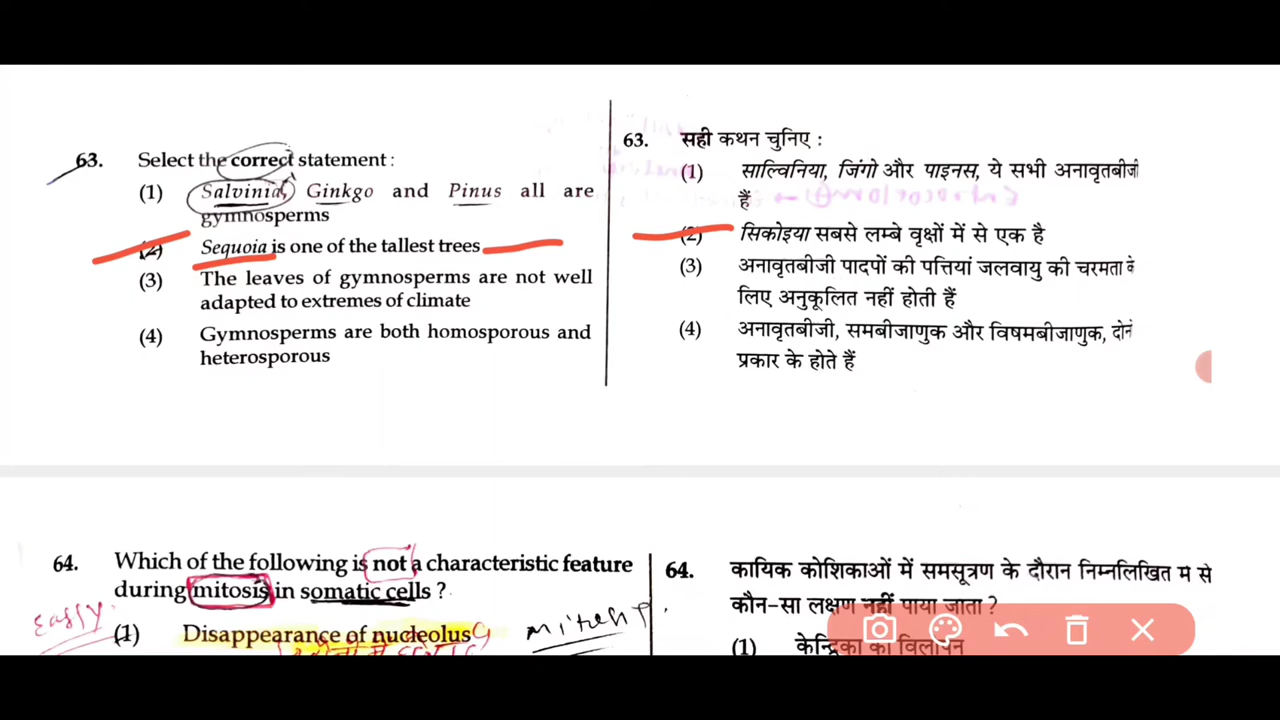 63. Select the correct statement :
(1) Salvinia, Ginkgo and Pinus all are
gymnosperms
(2) Sequoia is one of the tallest trees
(3) The leaves of gymnosperms are not well
adapted to extremes of climate
(4) Gymnosperms are both homosporous and
heterosporous
63. सही कथन चुनिए :
(1) साल्विनिया, जिंगो और पाइनस, ये सभी अनावृतबीजी
हैं
(2) सिकोइया सबसे लम्बे वृक्षों में से एक है
(3) अनावृतबीजी पादपों की पत्तियां जलवायु की चरमता
लिए अनुकूलित नहीं होती हैं
(4) अनावृतबीजी, समबीजाणुक और विषमबीजाणुक,
प्रकार के होते हैं
64. Which of the following is not a characteristic feature
during mitosis in somatic cells ?
easy
(1) Disappearance of nucleolus
64. कायिक कोशिकाओं में समसूत्रण के दौरान निम्नलिखित में से
कौन-सा लक्षण नहीं पाया जाता ?
(1) केन्द्रिका का विलोपन